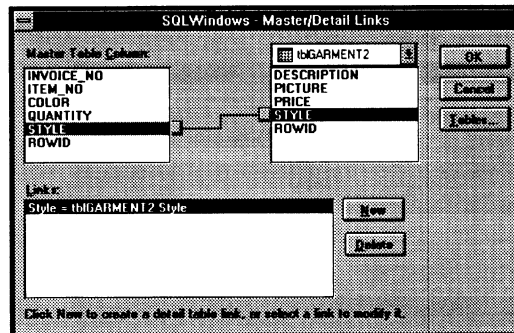 SQLWindows - Master/Detail Links
Master Table Column:
INVOICE_NO
ITEM_NO
COLOR
QUANTITY
STYLE
ROWID
tblGARMENT2
DESCRIPTION
PICTURE
PRICE
STYLE
ROWID
OK
Cancel
Tables...
Links:
Style = tblGARMENT2 Style
New
Delete
Click New to create a detail table link, or select a link to modify it.